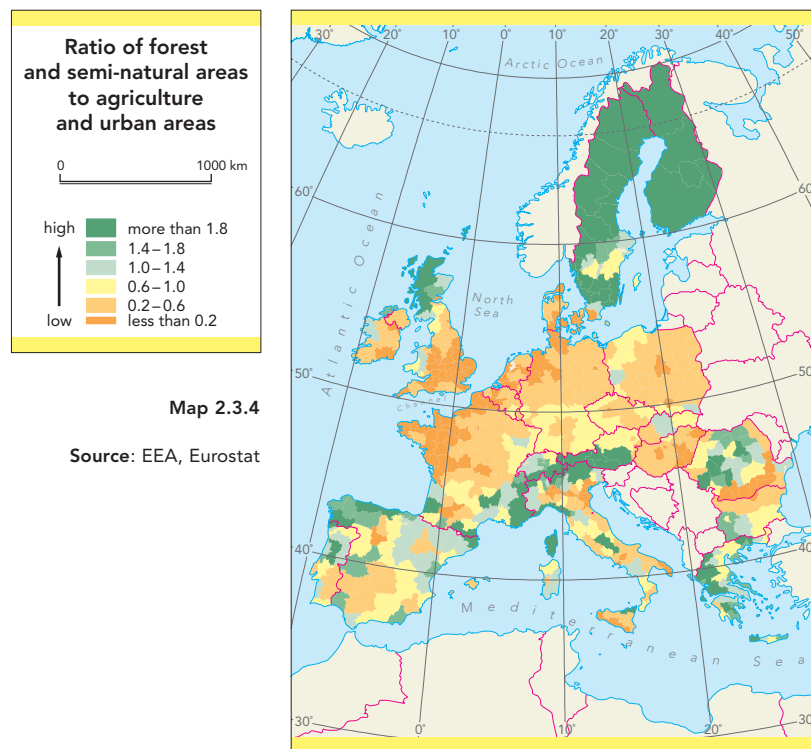 Ratio of forest
and semi-natural areas
to agriculture
and urban areas
0 1000 km
high
low
more than 1.8
1.4–1.8
1.0–1.4
0.6–1.0
0.2–0.6
less than 0.2
Map 2.3.4
Source: EEA, Eurostat
30° 20° 10° 0° 10° 20° 30° 40° 50°
Arctic Ocean
60° 60°
Atlantic Ocean
North
Sea
50° 50°
Channel
40° 40°
Mediterranean Sea
30° 0° 10° 20° 30°